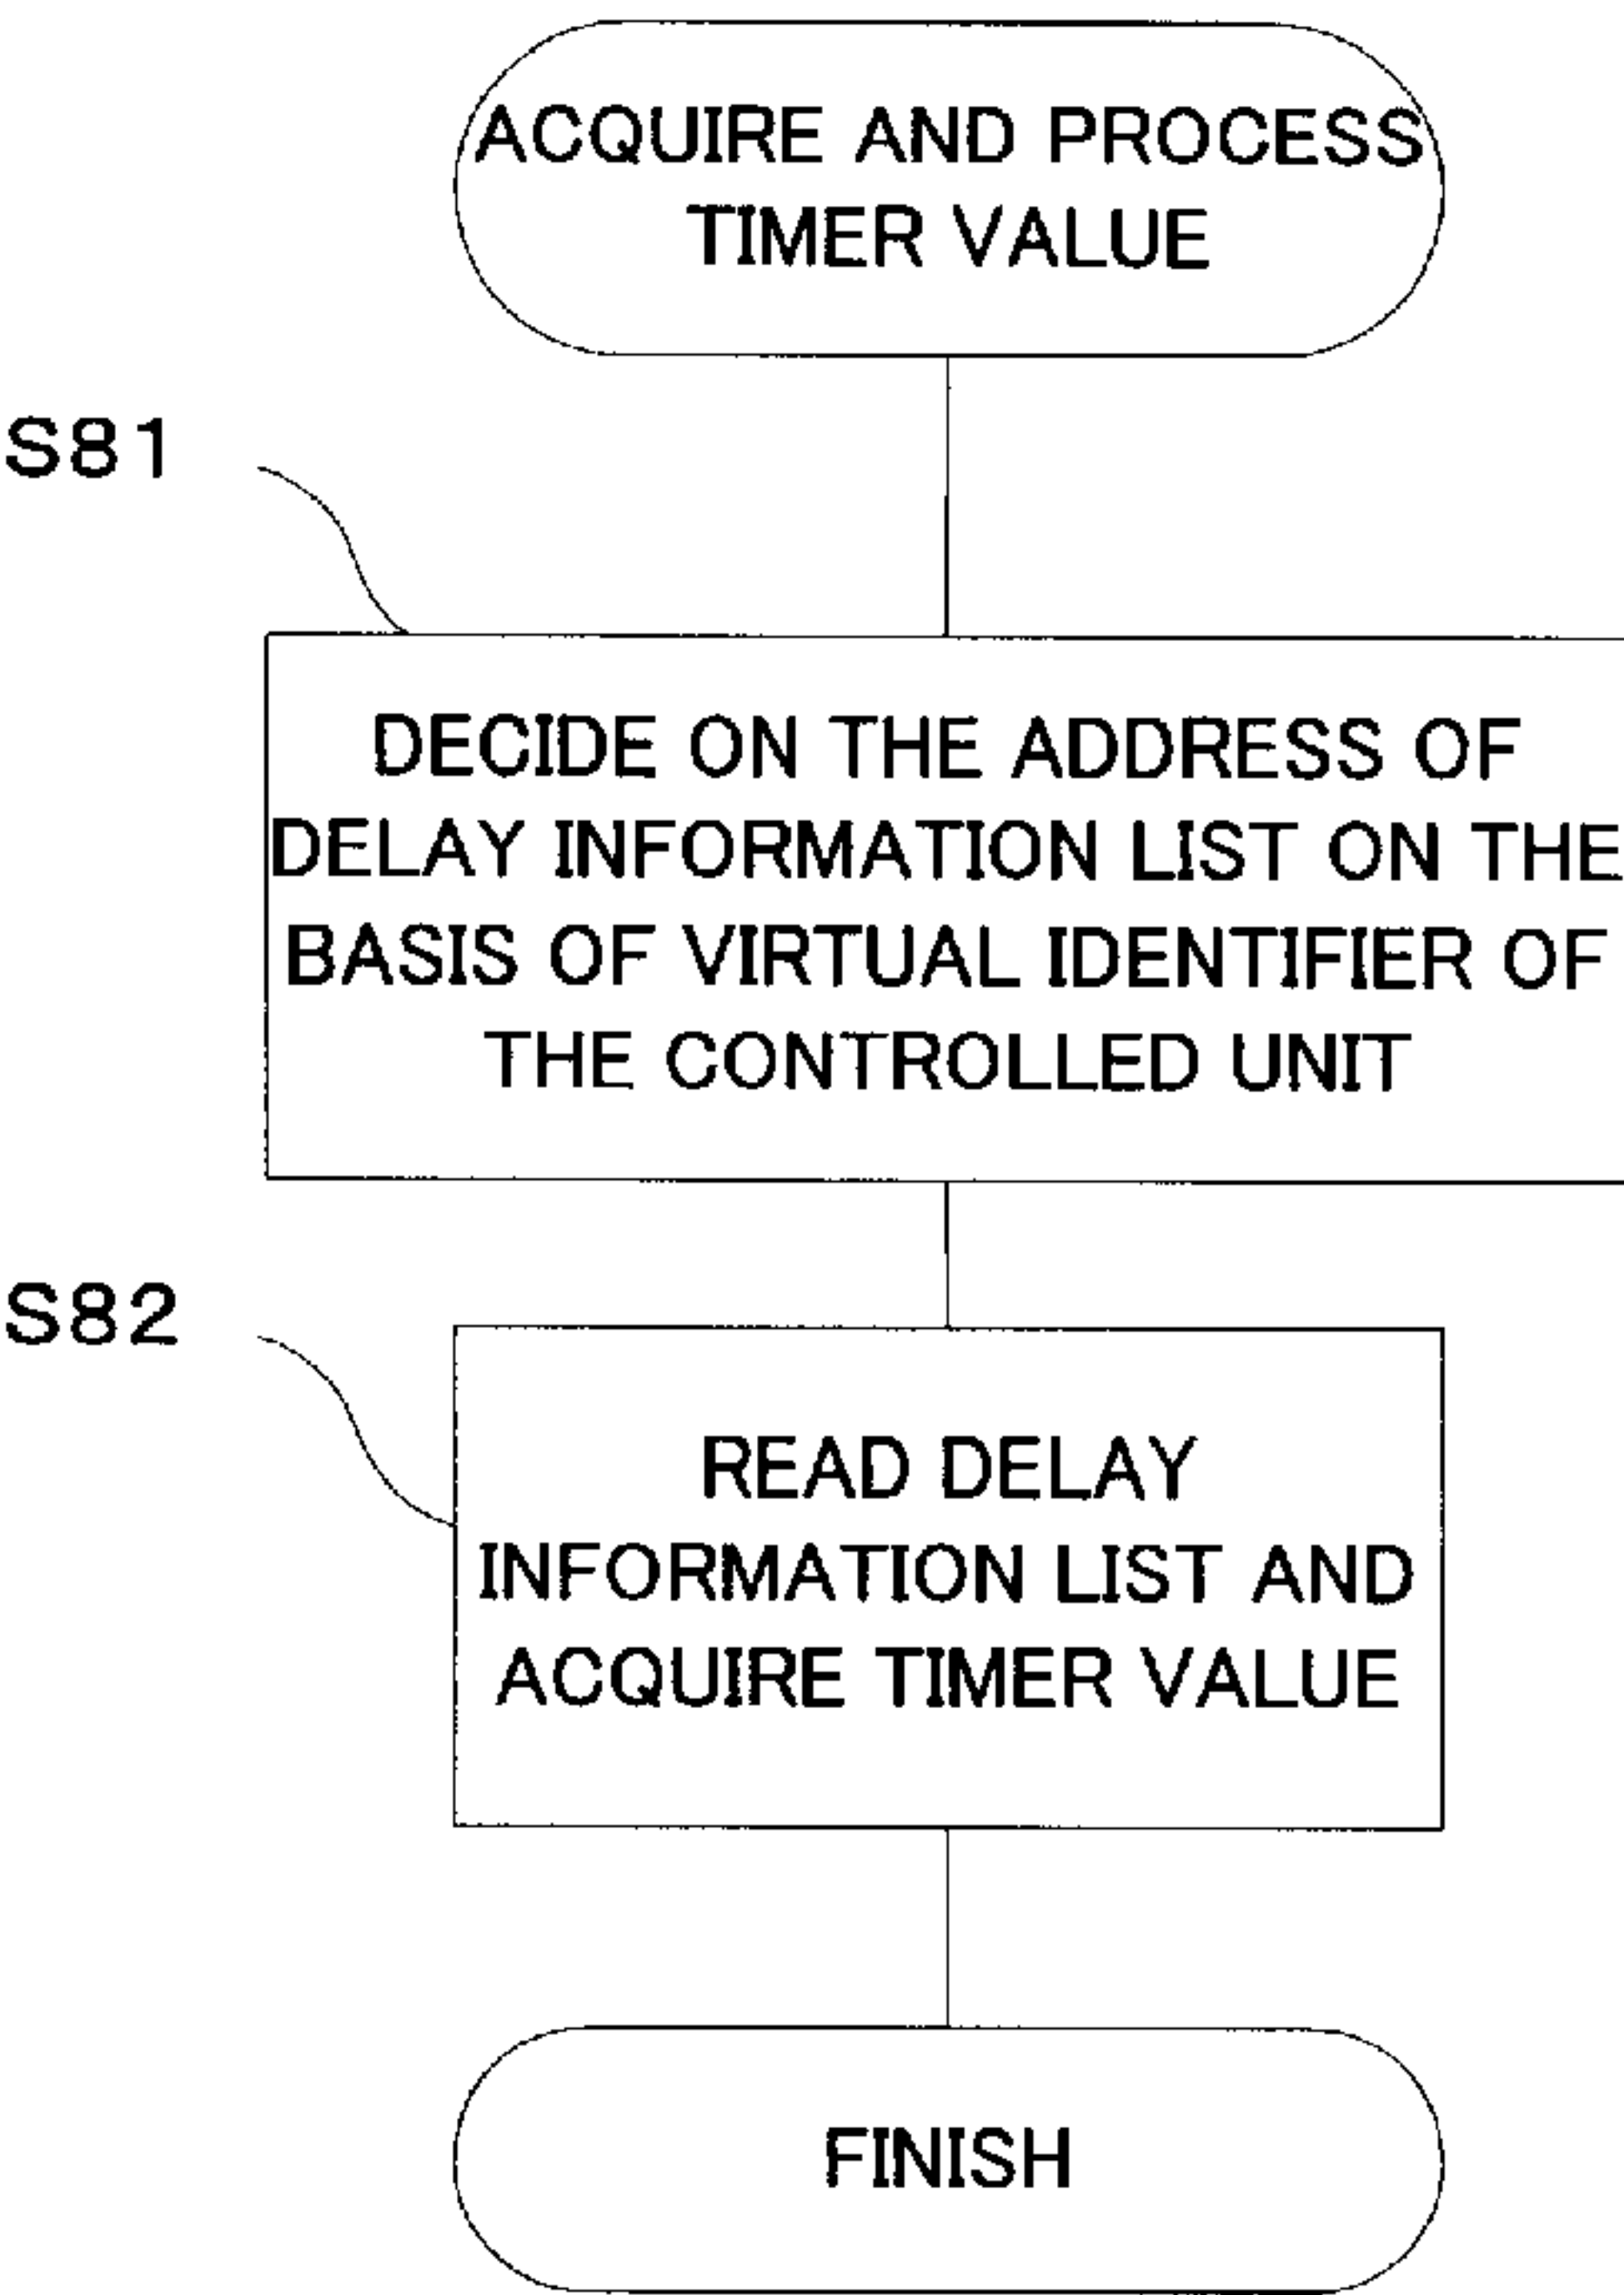 ACQUIRE AND PROCESS
TIMER VALUE
S81
DECIDE ON THE ADDRESS OF
DELAY INFORMATION LIST ON THE
BASIS OF VIRTUAL IDENTIFIER OF
THE CONTROLLED UNIT
S82
READ DELAY
INFORMATION LIST AND
ACQUIRE TIMER VALUE
FINISH